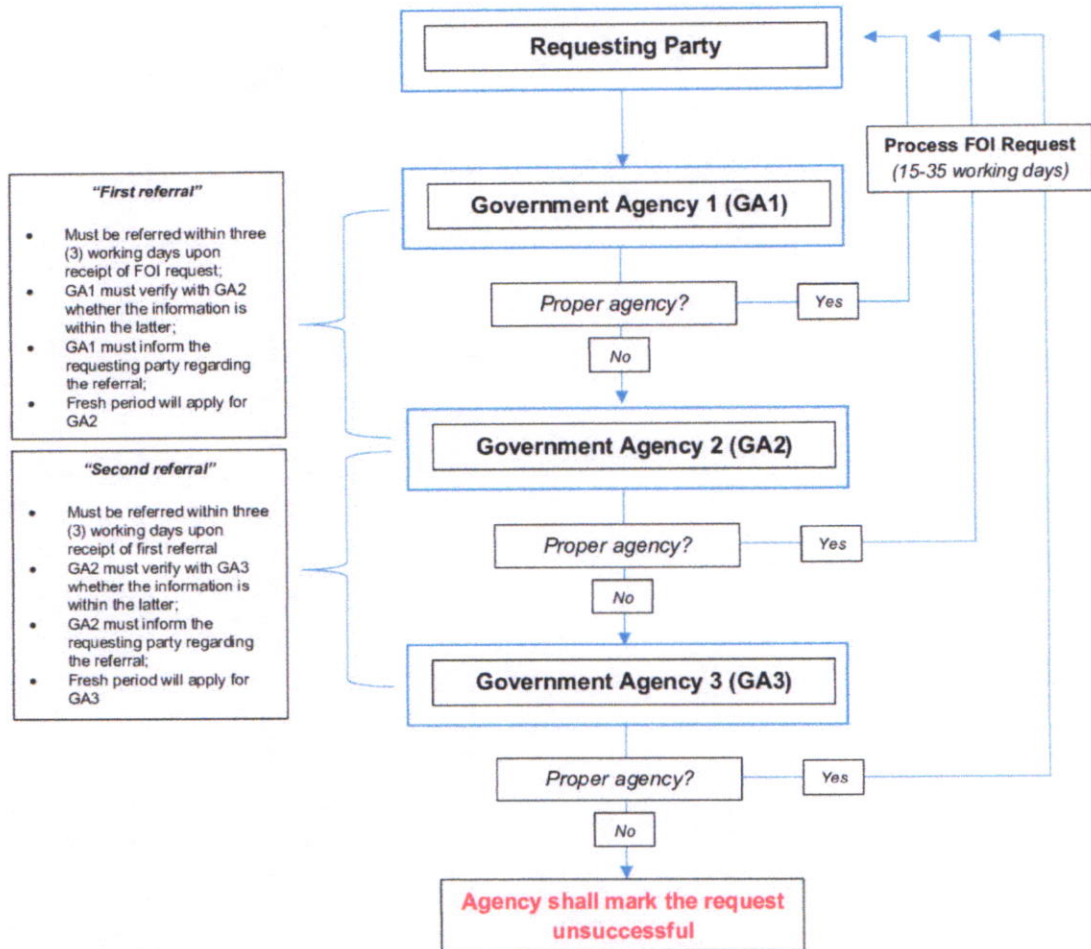 Requesting Party
Process FOI Request
(15-35 working days)
Government Agency 1 (GA1)
Proper agency?
Yes
No
“First referral”
• Must be referred within three
(3) working days upon
receipt of FOI request;
• GA1 must verify with GA2
whether the information is
within the latter;
• GA1 must inform the
requesting party regarding
the referral;
• Fresh period will apply for
GA2
Government Agency 2 (GA2)
Proper agency?
Yes
No
“Second referral”
• Must be referred within three
(3) working days upon
receipt of first referral
• GA2 must verify with GA3
whether the information is
within the latter;
• GA2 must inform the
requesting party regarding
the referral;
• Fresh period will apply for
GA3
Government Agency 3 (GA3)
Proper agency?
Yes
No
Agency shall mark the request
unsuccessful